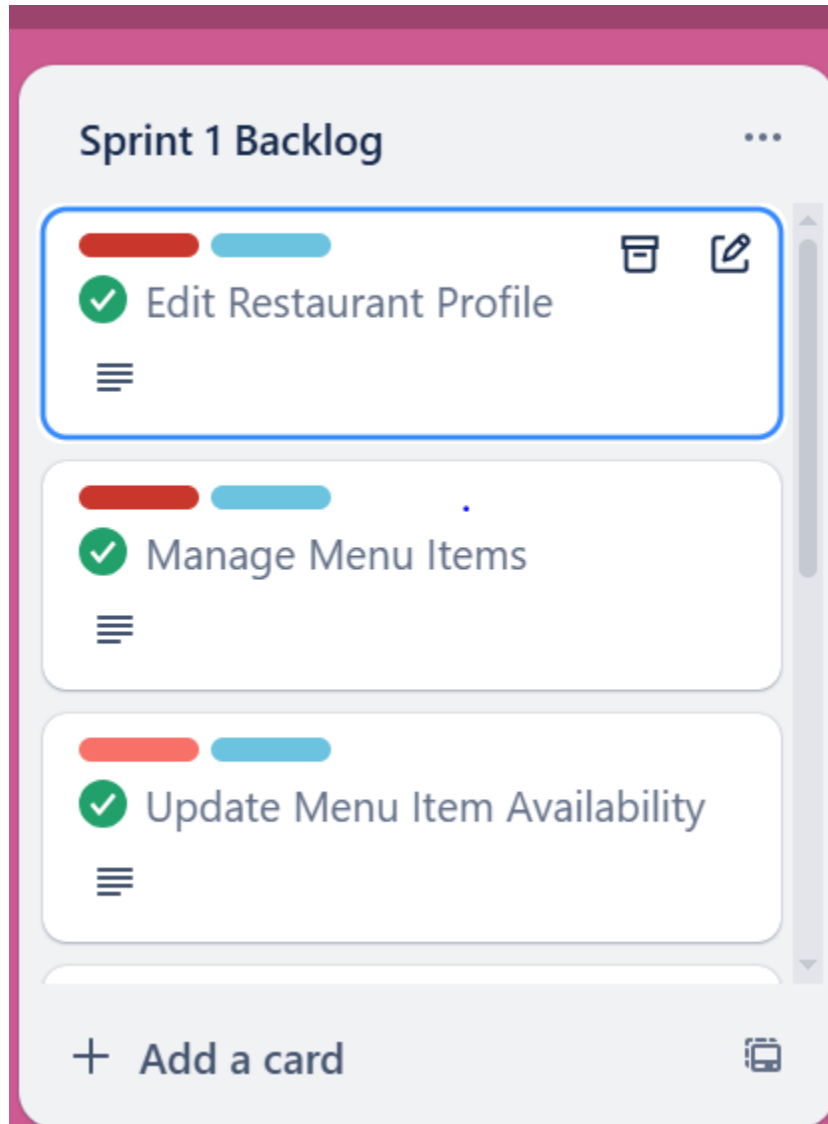 Sprint 1 Backlog
Edit Restaurant Profile
Manage Menu Items
Update Menu Item Availability
Add a card